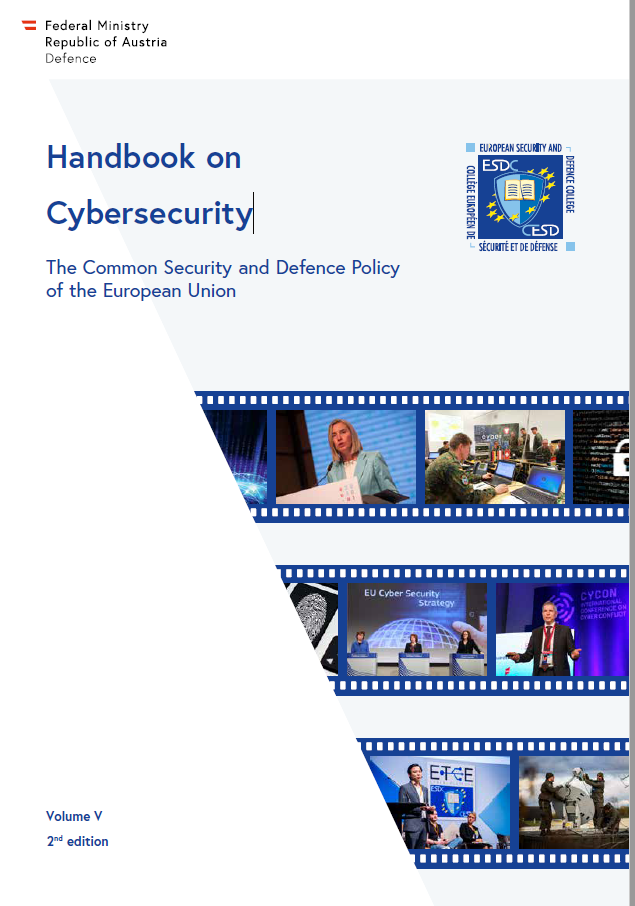 Federal Ministry
Republic of Austria
Defence
Handbook on
Cybersecurity
EUROPEAN SECURITY AND
DEFENCE COLLEGE
COLLÈGE EUROPÉEN DE
SÉCURITÉ ET DE DÉFENSE
ESDC
CESD
The Common Security and Defence Policy
of the European Union
EU Cyber Security
Strategy
CYCON
INTERNATIONAL
CONFERENCE ON
CYBER CONFLICT
ESDC
Volume V
2nd edition